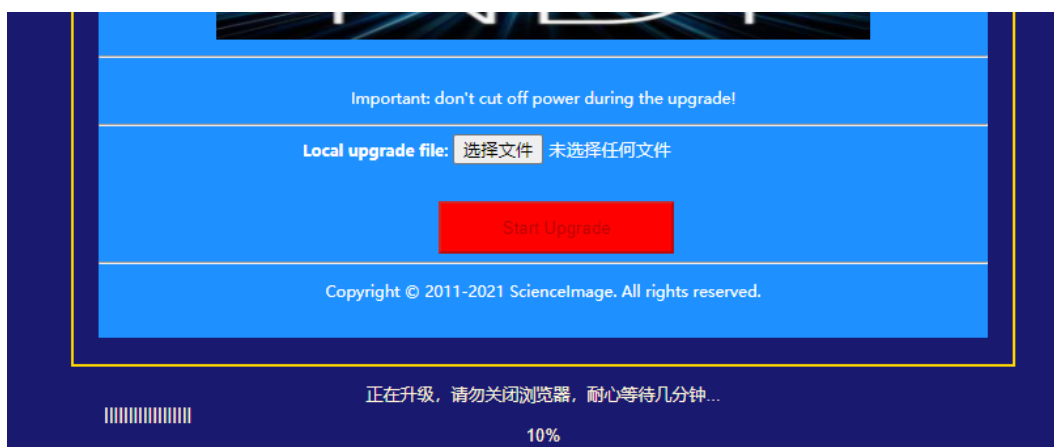 Important: don't cut off power during the upgrade!
Local upgrade file: 选择文件 未选择任何文件
Start Upgrade
Copyright © 2011-2021 ScienceImage. All rights reserved.
正在升级，请勿关闭浏览器，耐心等待几分钟...
||||||||||||||||||
10%